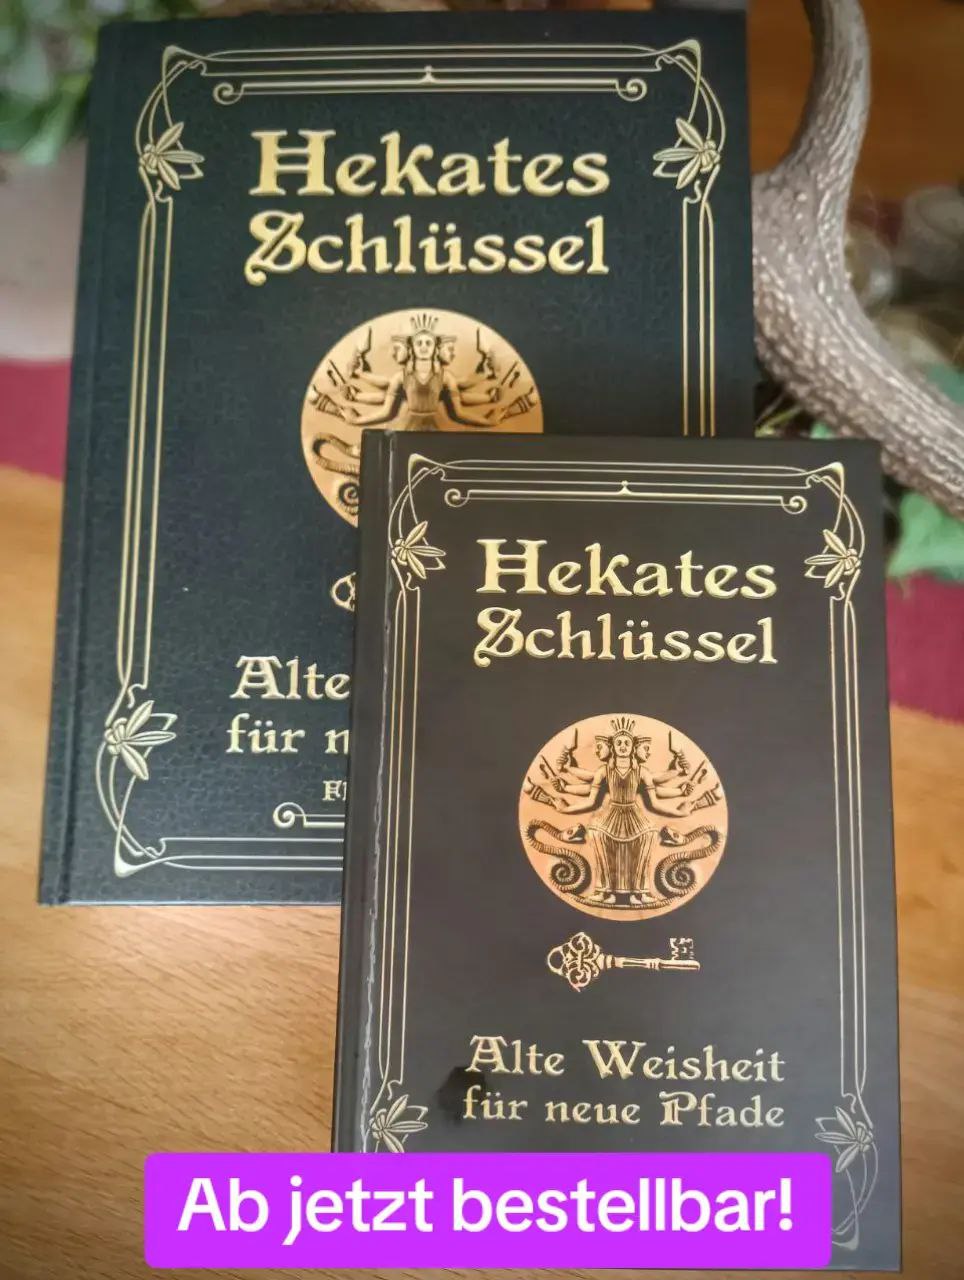 Hekates
Schlüssel
Alte
für
Hekates
Schlüssel
Alte Weisheit
für neue Pfade
Ab jetzt bestellbar!